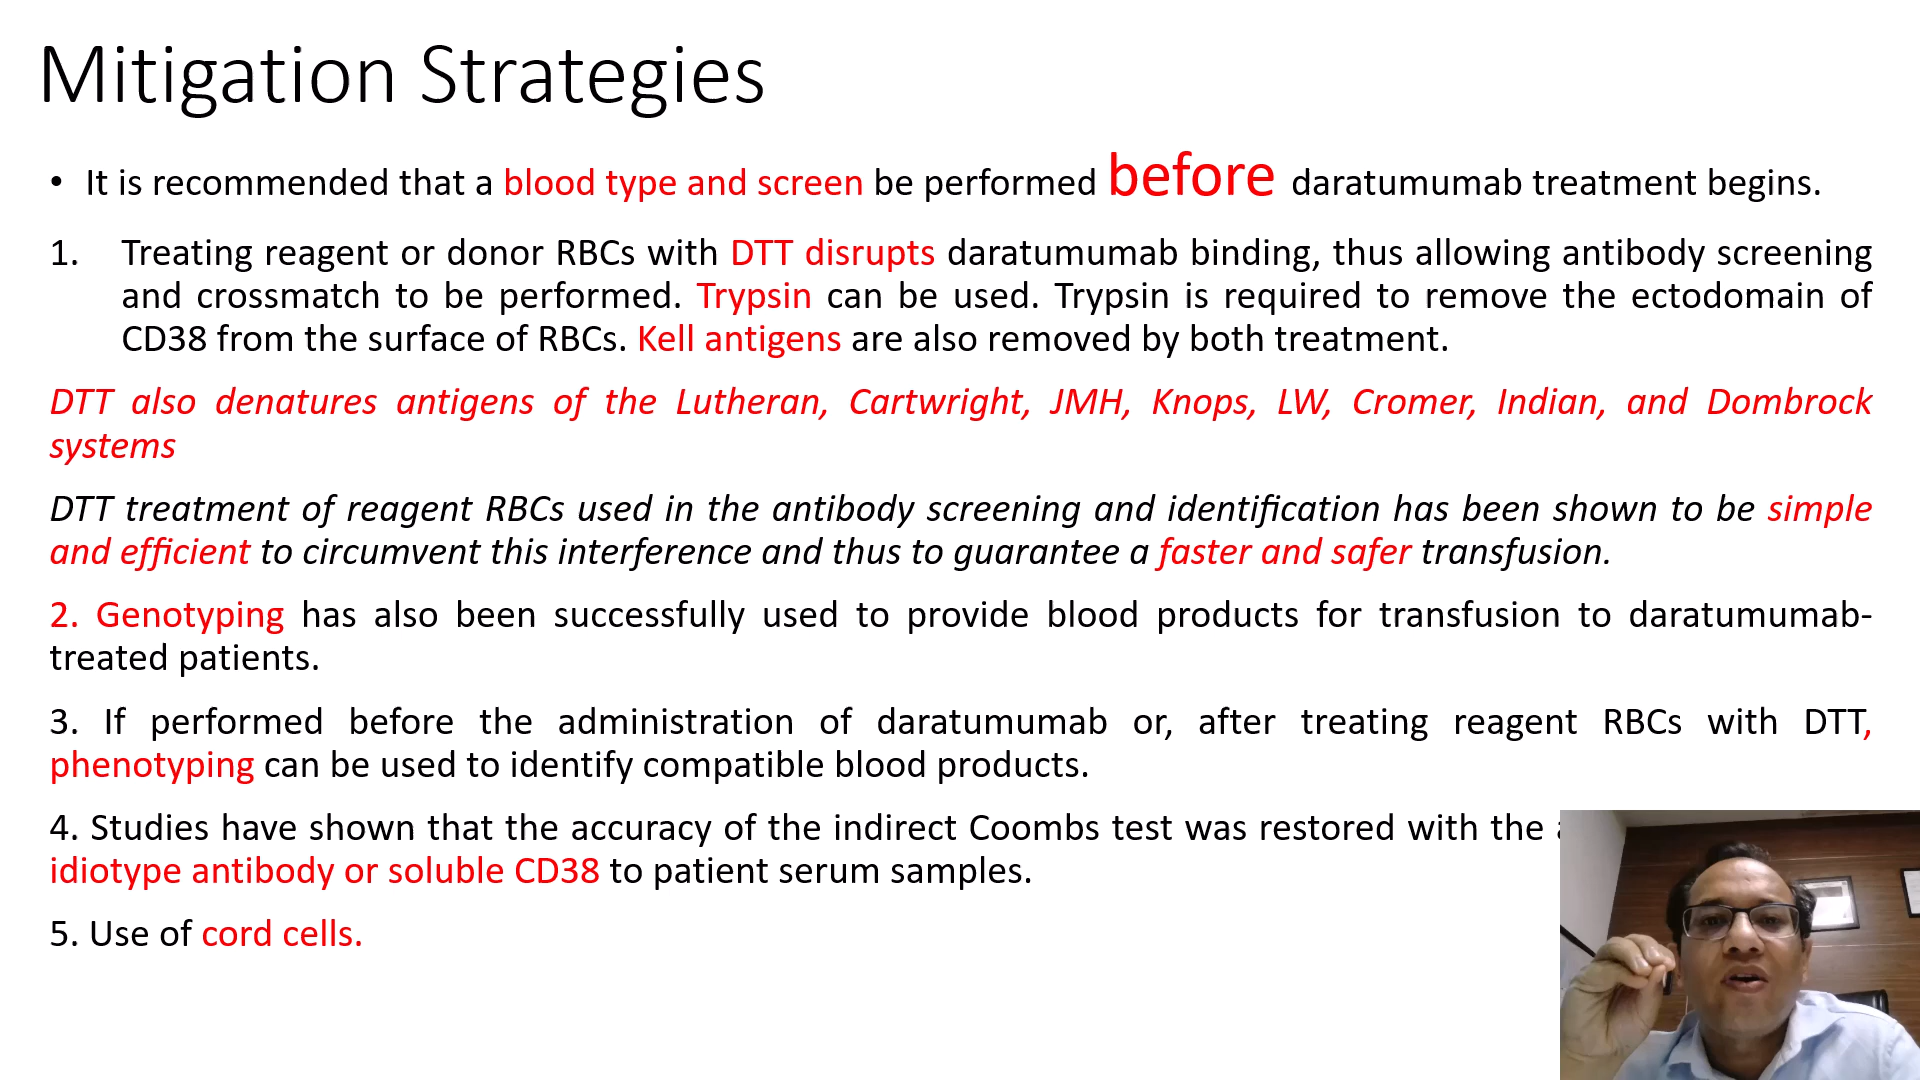 Mitigation Strategies
• It is recommended that a blood type and screen be performed before daratumumab treatment begins.
1. Treating reagent or donor RBCs with DTT disrupts daratumumab binding, thus allowing antibody screening
and crossmatch to be performed. Trypsin can be used. Trypsin is required to remove the ectodomain of
CD38 from the surface of RBCs. Kell antigens are also removed by both treatment.
DTT also denatures antigens of the Lutheran, Cartwright, JMH, Knops, LW, Cromer, Indian, and Dombrock
systems
DTT treatment of reagent RBCs used in the antibody screening and identification has been shown to be simple
and efficient to circumvent this interference and thus to guarantee a faster and safer transfusion.
2. Genotyping has also been successfully used to provide blood products for transfusion to daratumumab-
treated patients.
3. If performed before the administration of daratumumab or, after treating reagent RBCs with DTT,
phenotyping can be used to identify compatible blood products.
4. Studies have shown that the accuracy of the indirect Coombs test was restored with the
idiotype antibody or soluble CD38 to patient serum samples.
5. Use of cord cells.